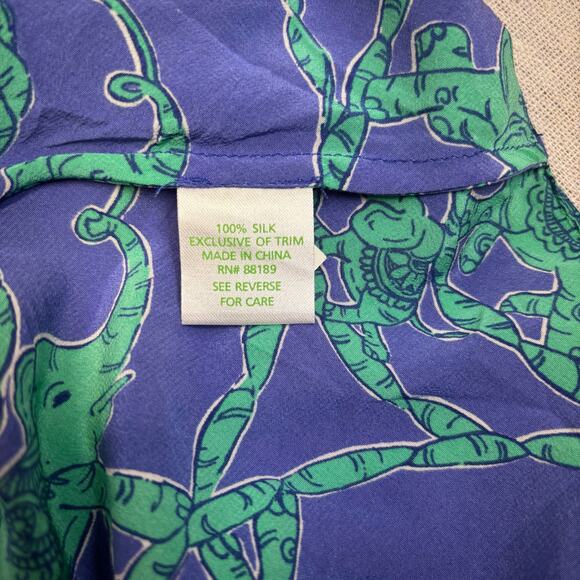 100% SILK
EXCLUSIVE OF TRIM
MADE IN CHINA
RN# 88189
SEE REVERSE
FOR CARE